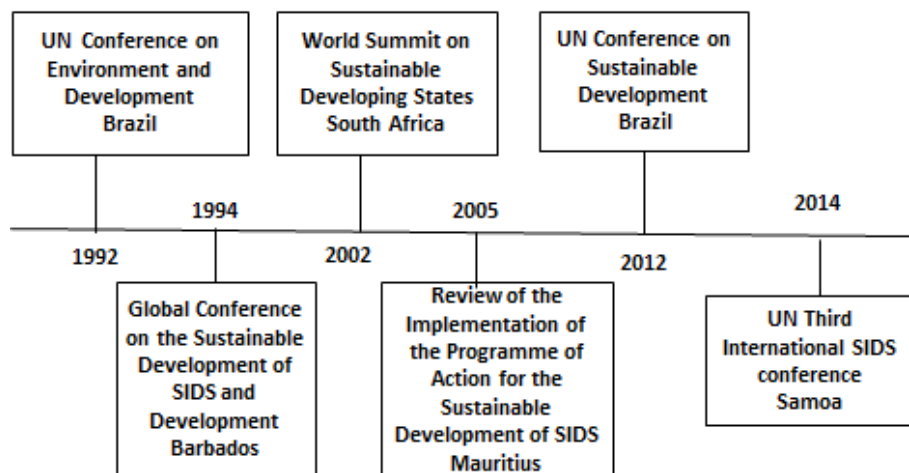 UN Conference on
Environment and
Development
Brazil
World Summit on
Sustainable
Developing States
South Africa
UN Conference on
Sustainable
Development
Brazil
1994
2005
2014
1992
2002
2012
Global Conference
on the Sustainable
Development of
SIDS and
Development
Barbados
Review of the
Implementation of
the Programme of
Action for the
Sustainable
Development of SIDS
Mauritius
UN Third
International SIDS
conference
Samoa